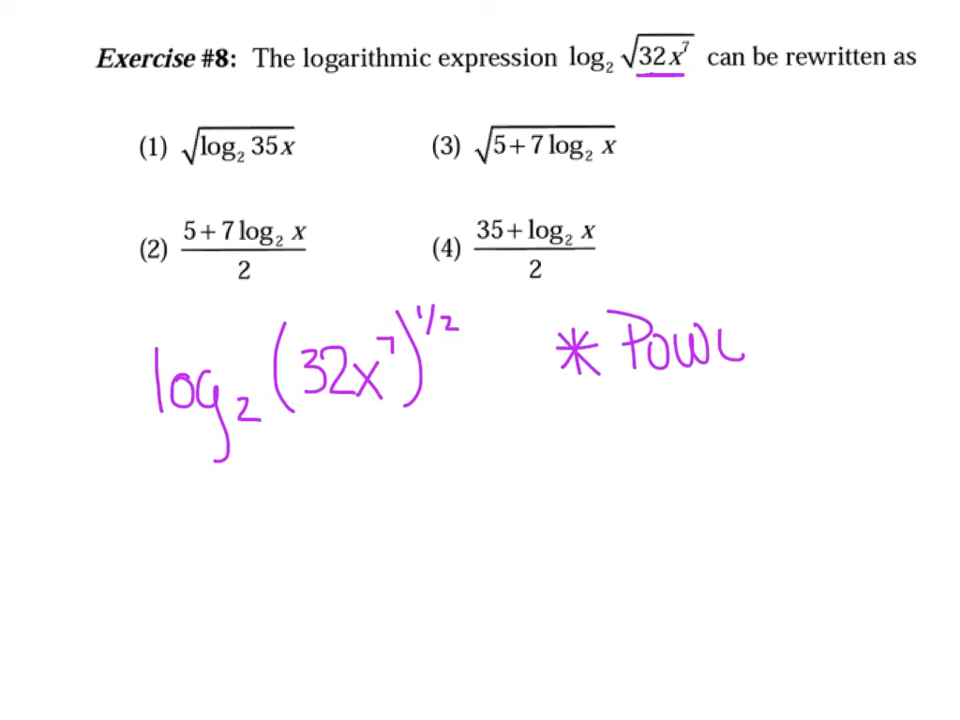 Exercise #8: The logarithmic expression log₂ √(32x⁷) can be rewritten as
(1) √(log₂ 35x) (3) √(5+7 log₂ x)
(2) (5+7 log₂ x)/2 (4) (35+log₂ x)/2
log₂ (32x⁷)^1/2 * Powe